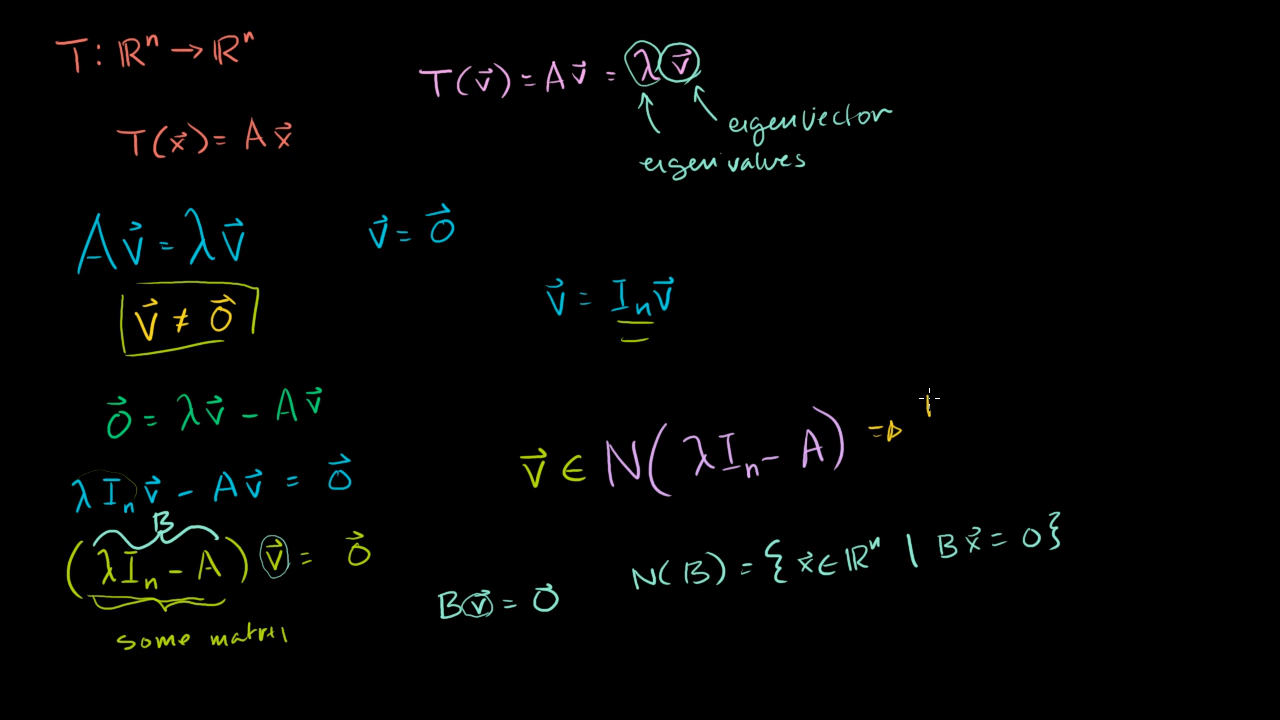 T: ℝⁿ → ℝⁿ
T(v⃗) = Av⃗ = λv⃗
eigenvector
eigenvalues
T(x⃗) = Ax⃗
Av⃗ = λv⃗
v⃗ = 0⃗
v⃗ ≠ 0⃗
v⃗ = Iₙv⃗
0⃗ = λv⃗ − Av⃗
v⃗ ∈ N(λIₙ − A) ⇒
λIₙv⃗ − Av⃗ = 0⃗
B
(λIₙ − A)v⃗ = 0⃗
N(B) = {x⃗ ∈ ℝⁿ | Bx⃗ = 0}
Bv⃗ = 0⃗
some matri